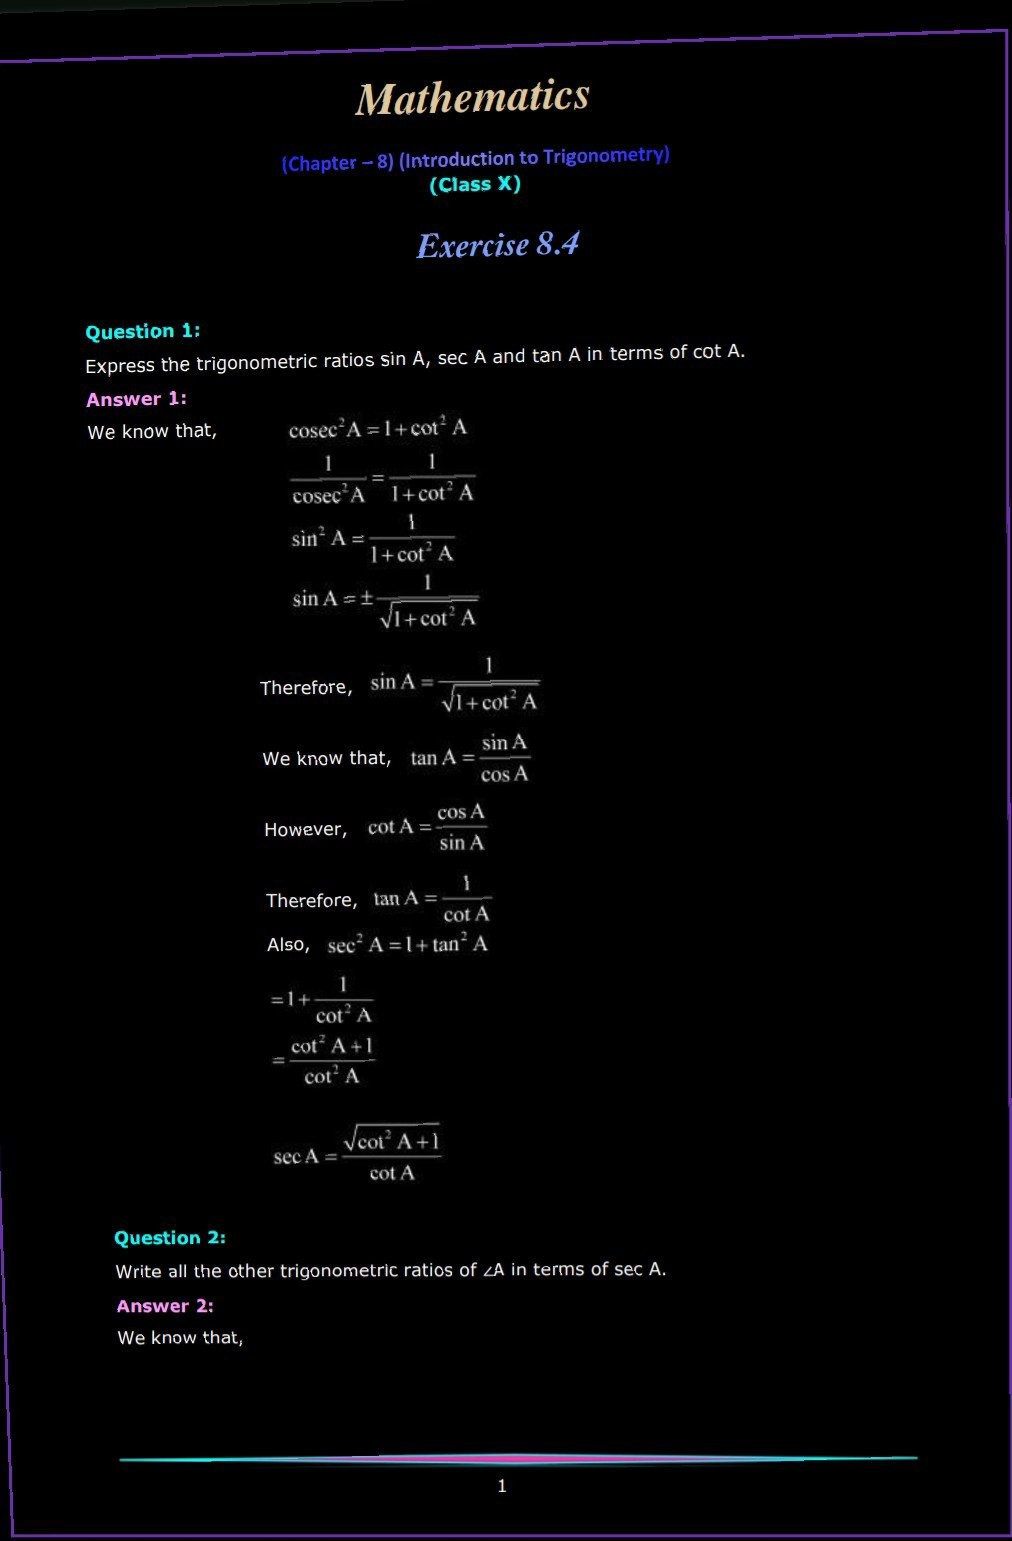 Mathematics
(Chapter – 8) (Introduction to Trigonometry)
(Class X)
Exercise 8.4
Question 1:
Express the trigonometric ratios sin A, sec A and tan A in terms of cot A.
Answer 1:
We know that, cosec²A = 1 + cot² A
1/cosec²A = 1/(1 + cot² A)
sin² A = 1/(1 + cot² A)
sin A = ± 1/√(1 + cot² A)
Therefore, sin A = 1/√(1 + cot² A)
We know that, tan A = sin A/cos A
However, cot A = cos A/sin A
Therefore, tan A = 1/cot A
Also, sec² A = 1 + tan² A
= 1 + 1/cot² A
= (cot² A + 1)/cot² A
sec A = √(cot² A + 1)/cot A
Question 2:
Write all the other trigonometric ratios of ∠A in terms of sec A.
Answer 2:
We know that,
1